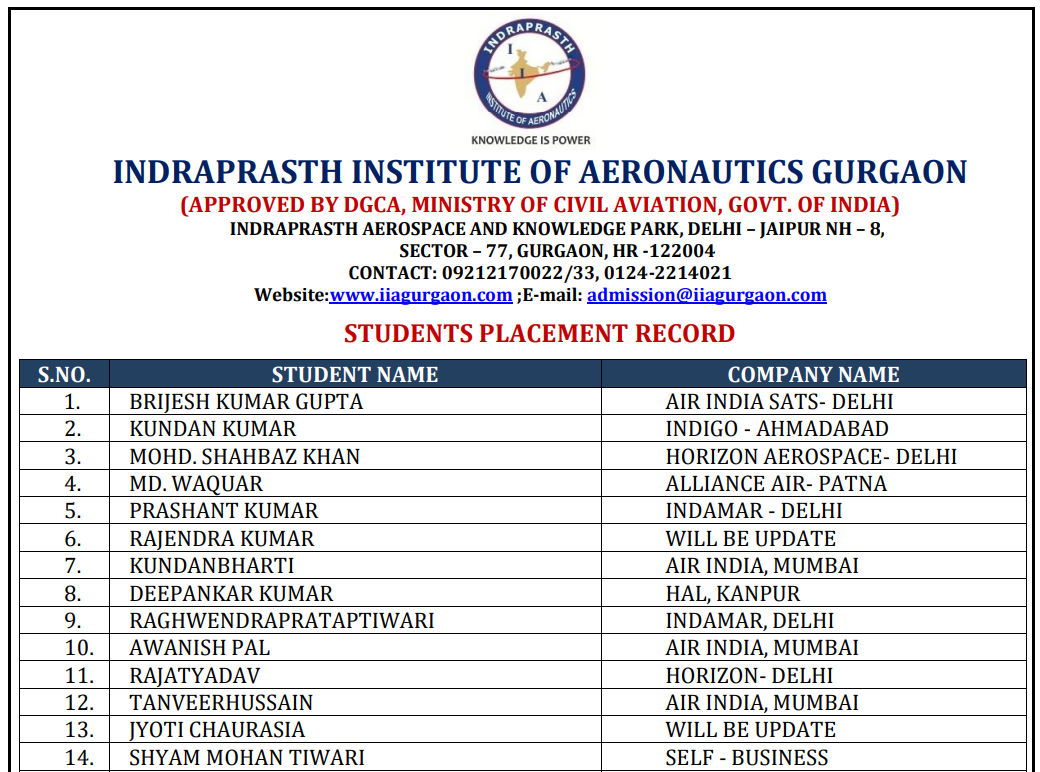 INDRAPRASTH
I
I
A
INSTITUTE OF AERONAUTICS
KNOWLEDGE IS POWER
INDRAPRASTH INSTITUTE OF AERONAUTICS GURGAON
(APPROVED BY DGCA, MINISTRY OF CIVIL AVIATION, GOVT. OF INDIA)
INDRAPRASTH AEROSPACE AND KNOWLEDGE PARK, DELHI – JAIPUR NH – 8,
SECTOR – 77, GURGAON, HR -122004
CONTACT: 09212170022/33, 0124-2214021
Website:www.iiagurgaon.com ;E-mail: admission@iiagurgaon.com
STUDENTS PLACEMENT RECORD
S.NO. STUDENT NAME COMPANY NAME
1. BRIJESH KUMAR GUPTA AIR INDIA SATS- DELHI
2. KUNDAN KUMAR INDIGO - AHMADABAD
3. MOHD. SHAHBAZ KHAN HORIZON AEROSPACE- DELHI
4. MD. WAQUAR ALLIANCE AIR- PATNA
5. PRASHANT KUMAR INDAMAR - DELHI
6. RAJENDRA KUMAR WILL BE UPDATE
7. KUNDANBHARTI AIR INDIA, MUMBAI
8. DEEPANKAR KUMAR HAL, KANPUR
9. RAGHWENDRAPRATAPTIWARI INDAMAR, DELHI
10. AWANISH PAL AIR INDIA, MUMBAI
11. RAJATYADAV HORIZON- DELHI
12. TANVEERHUSSAIN AIR INDIA, MUMBAI
13. JYOTI CHAURASIA WILL BE UPDATE
14. SHYAM MOHAN TIWARI SELF - BUSINESS